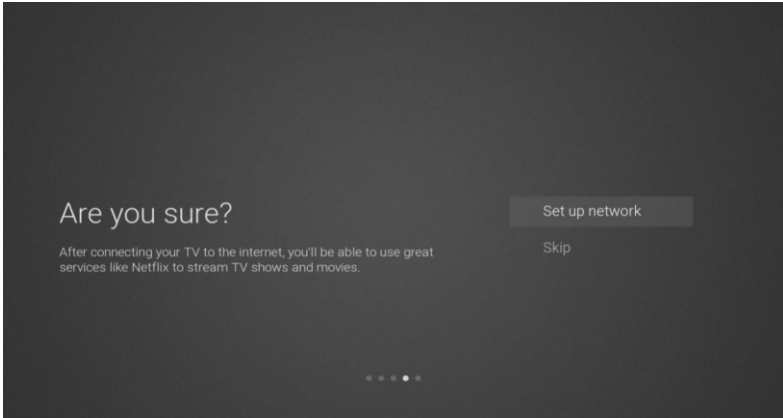 Are you sure?
After connecting your TV to the internet, you'll be able to use great
services like Netflix to stream TV shows and movies.
Set up network
Skip